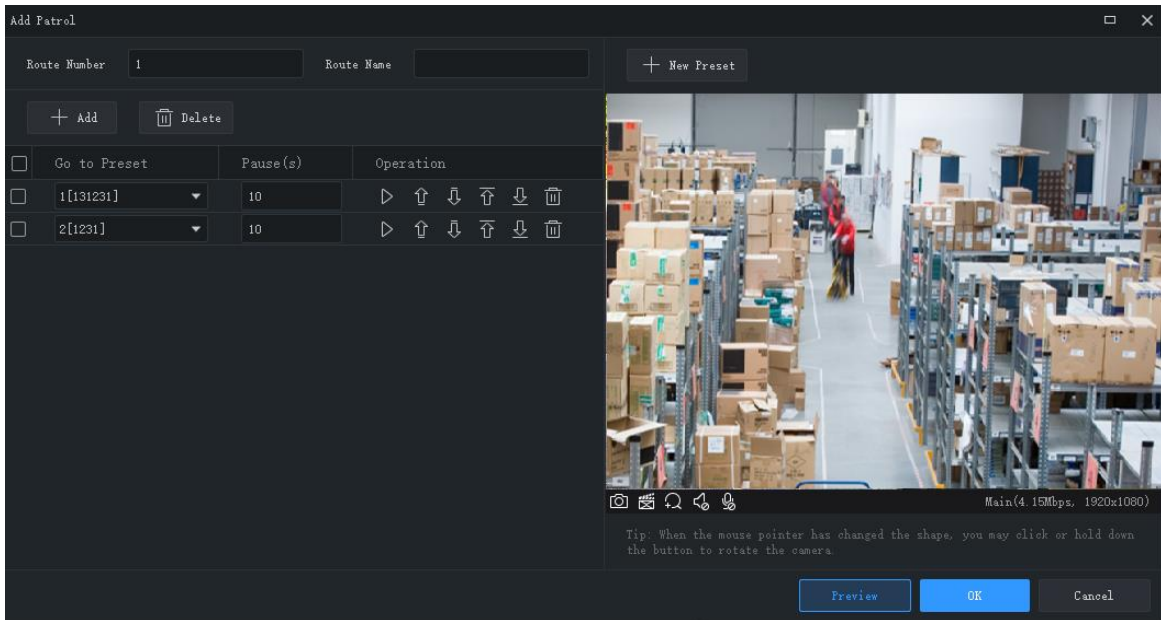 Add Patrol
Route Number 1 Route Name
New Preset
Add Delete
Go to Preset Pause(s) Operation
1[131231] 10
2[1231] 10
Main(4.15Mbps, 1920x1080)
Tip: When the mouse pointer has changed the shape, you may click or hold down
the button to rotate the camera.
Preview OK Cancel